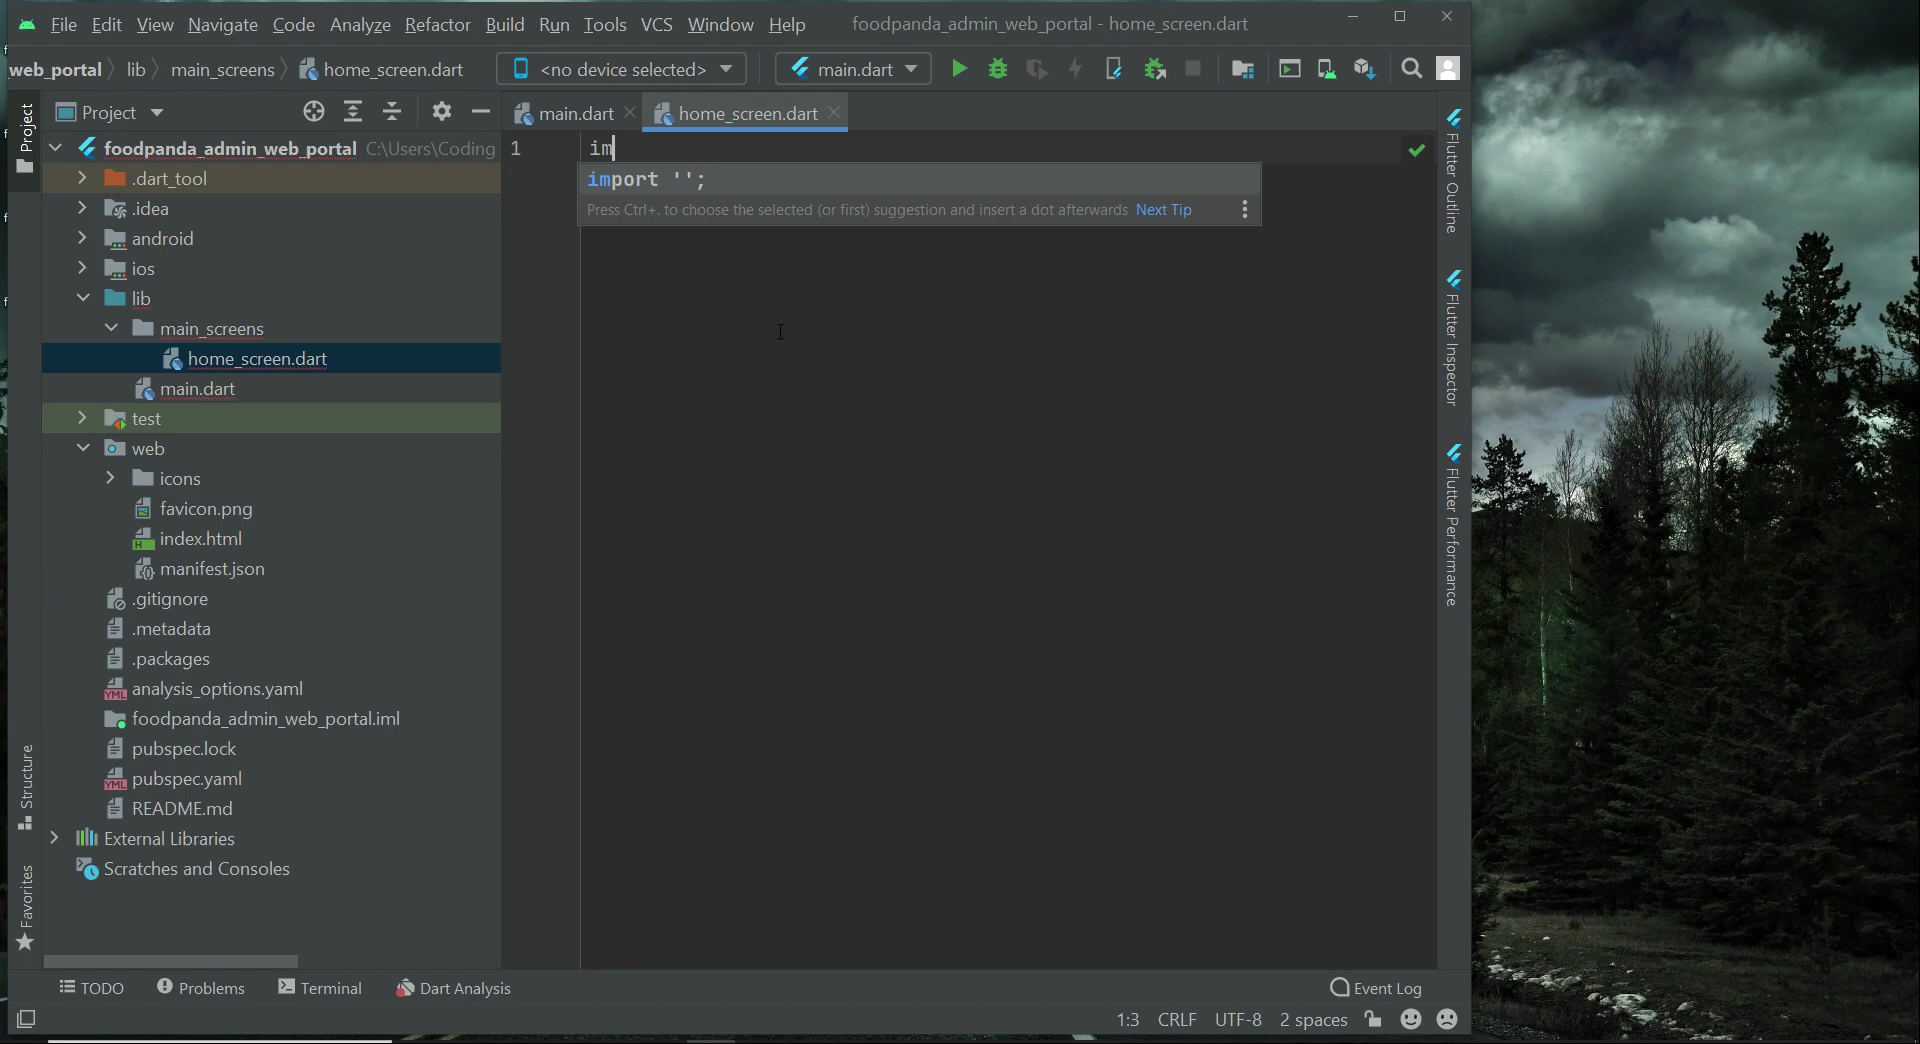 File Edit View Navigate Code Analyze Refactor Build Run Tools VCS Window Help foodpanda_admin_web_portal - home_screen.dart
web_portal lib main_screens home_screen.dart <no device selected> main.dart
Project
Project
main.dart
home_screen.dart
foodpanda_admin_web_portal C:\Users\Coding
.dart_tool
.idea
android
ios
lib
main_screens
home_screen.dart
main.dart
test
web
icons
favicon.png
index.html
manifest.json
.gitignore
.metadata
.packages
analysis_options.yaml
foodpanda_admin_web_portal.iml
pubspec.lock
pubspec.yaml
README.md
External Libraries
Scratches and Consoles
Structure
Favorites
1 im
import '';
Press Ctrl+. to choose the selected (or first) suggestion and insert a dot afterwards Next Tip
Flutter Outline
Flutter Inspector
Flutter Performance
TODO Problems Terminal Dart Analysis Event Log
1:3 CRLF UTF-8 2 spaces